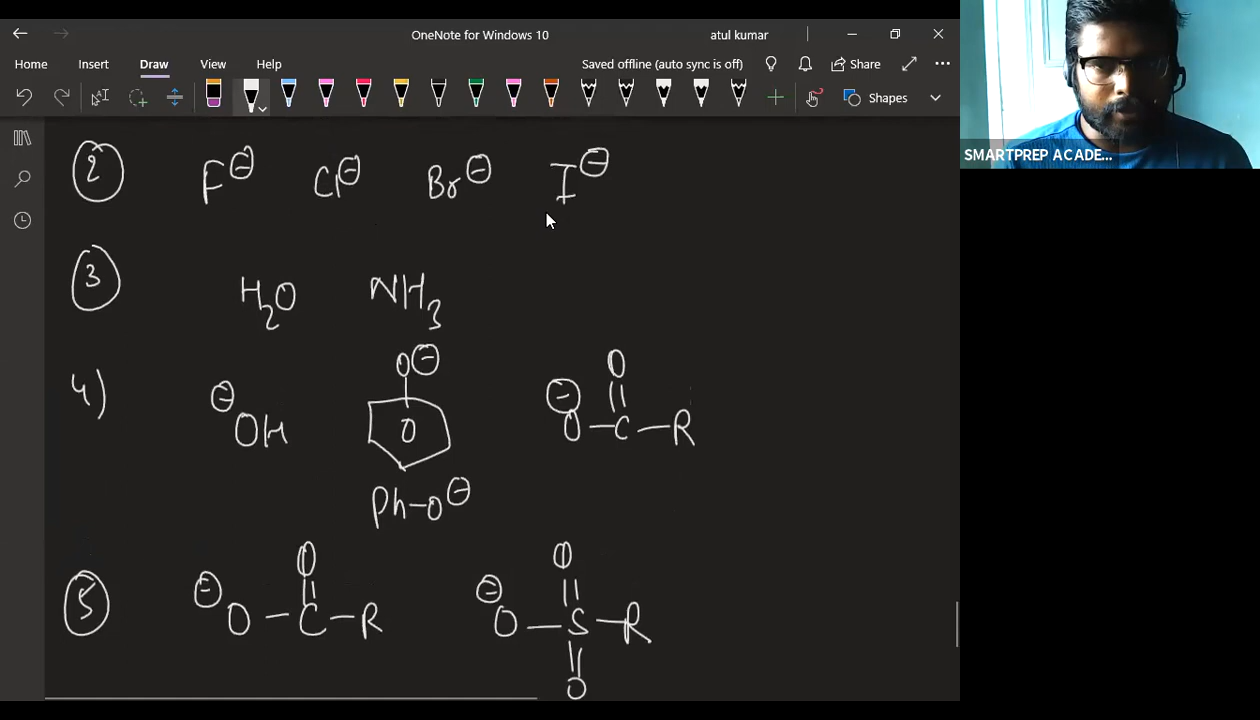 OneNote for Windows 10
atul kumar
Home Insert Draw View Help
Saved offline (auto sync is off)
Share
Shapes
SMARTPREP ACADE...
② F⊖ Cl⊖ Br⊖ I⊖
③ H₂O NH₃
O⊖ O
4) ⊖OH O ⊖O—C—R
Ph—O⊖
O O
⑤ ⊖O—C—R ⊖O—S—R
O